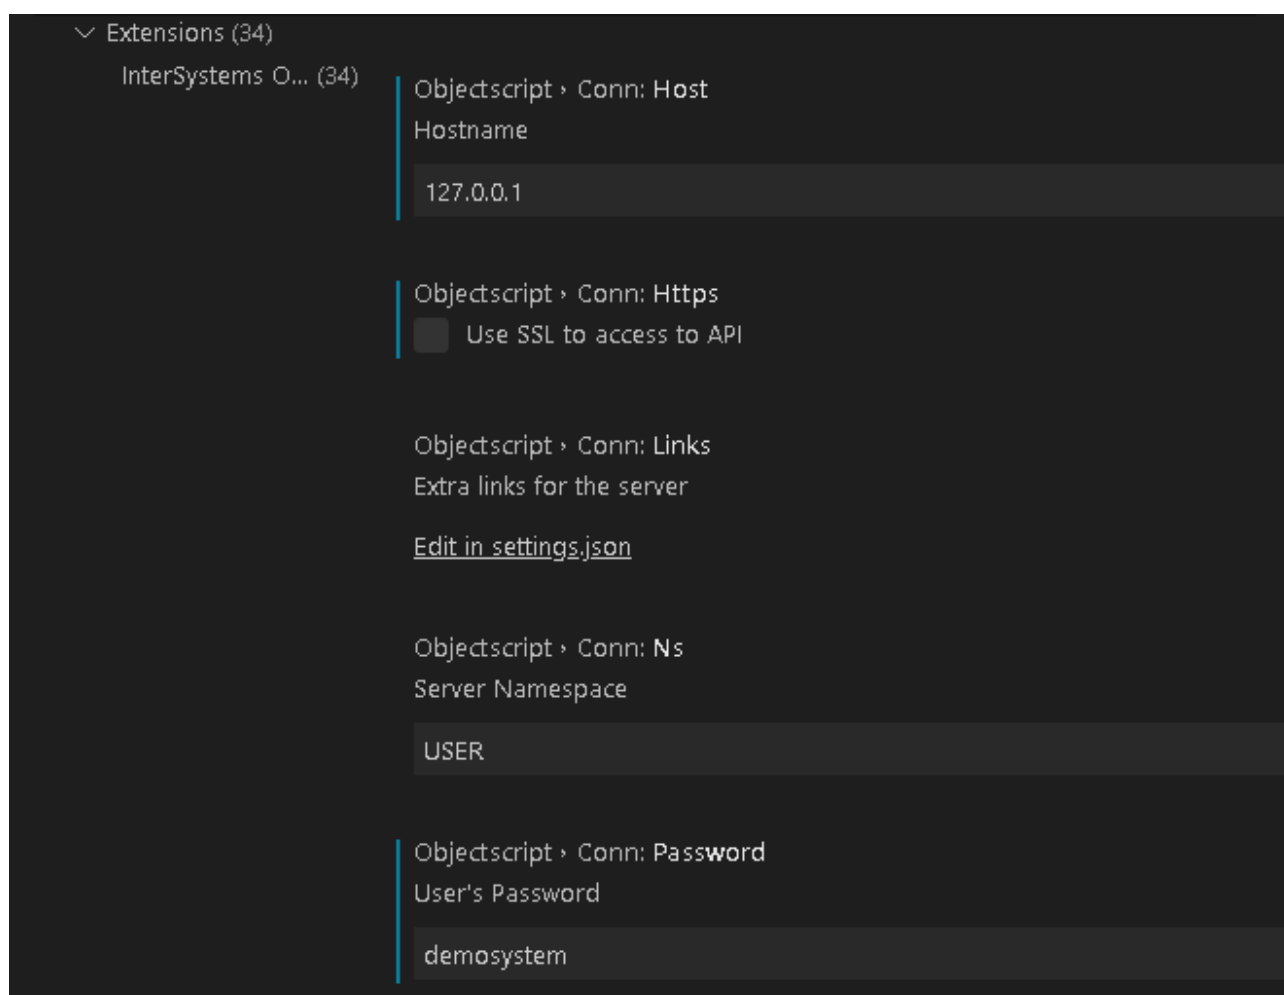 Extensions (34)
InterSystems O... (34)
Objectscript › Conn: Host
Hostname
127.0.0.1
Objectscript › Conn: Https
Use SSL to access to API
Objectscript › Conn: Links
Extra links for the server
Edit in settings.json
Objectscript › Conn: Ns
Server Namespace
USER
Objectscript › Conn: Password
User's Password
demosystem